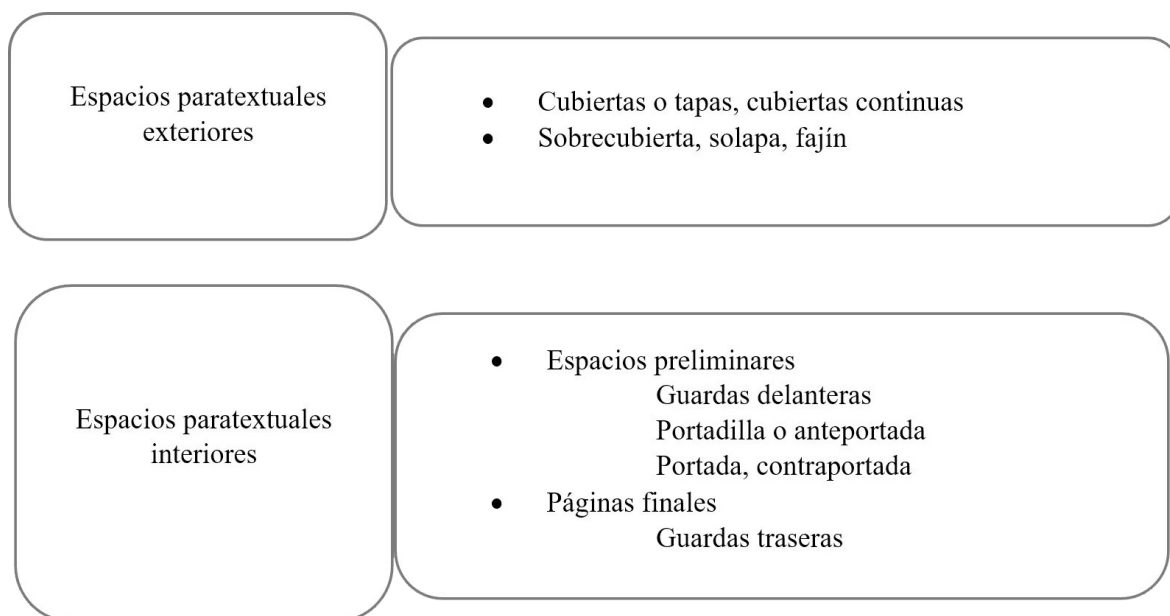 Espacios paratextuales
exteriores
• Cubiertas o tapas, cubiertas continuas
• Sobrecubierta, solapa, fajín
Espacios paratextuales
interiores
• Espacios preliminares
Guardas delanteras
Portadilla o anteportada
Portada, contraportada
• Páginas finales
Guardas traseras